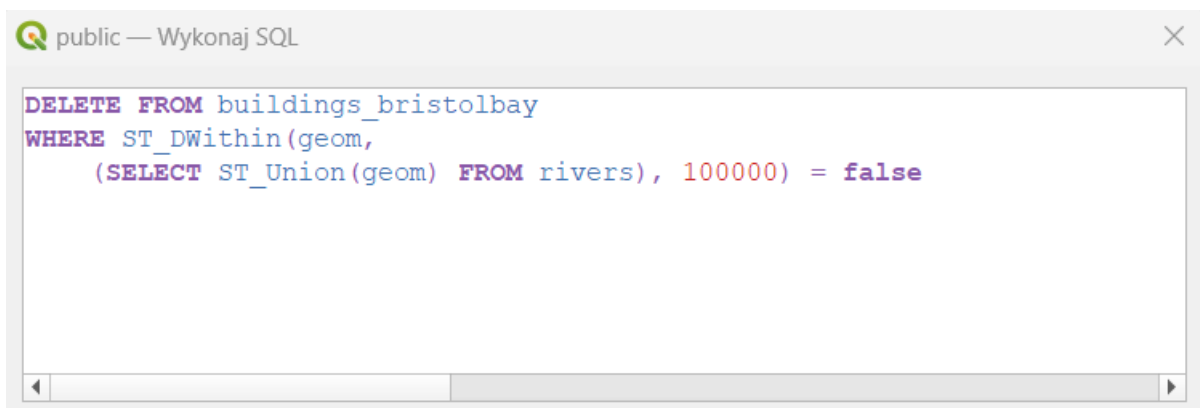 public — Wykonaj SQL
DELETE FROM buildings_bristolbay
WHERE ST_DWithin(geom,
(SELECT ST_Union(geom) FROM rivers), 100000) = false